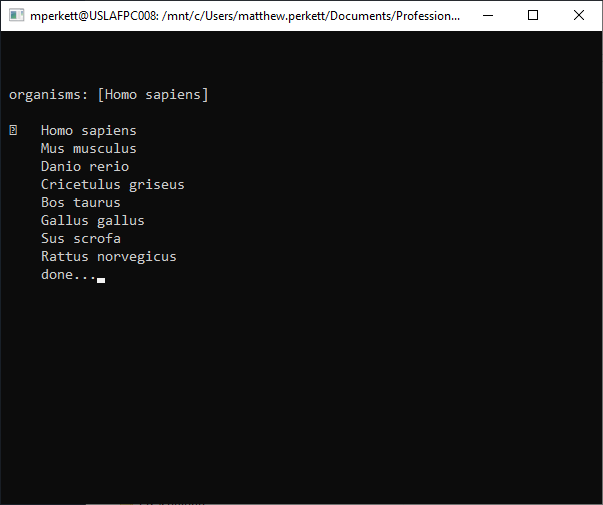 mperkett@USLAFPC008: /mnt/c/Users/matthew.perkett/Documents/Profession...
organisms: [Homo sapiens]
Homo sapiens
Mus musculus
Danio rerio
Cricetulus griseus
Bos taurus
Gallus gallus
Sus scrofa
Rattus norvegicus
done...